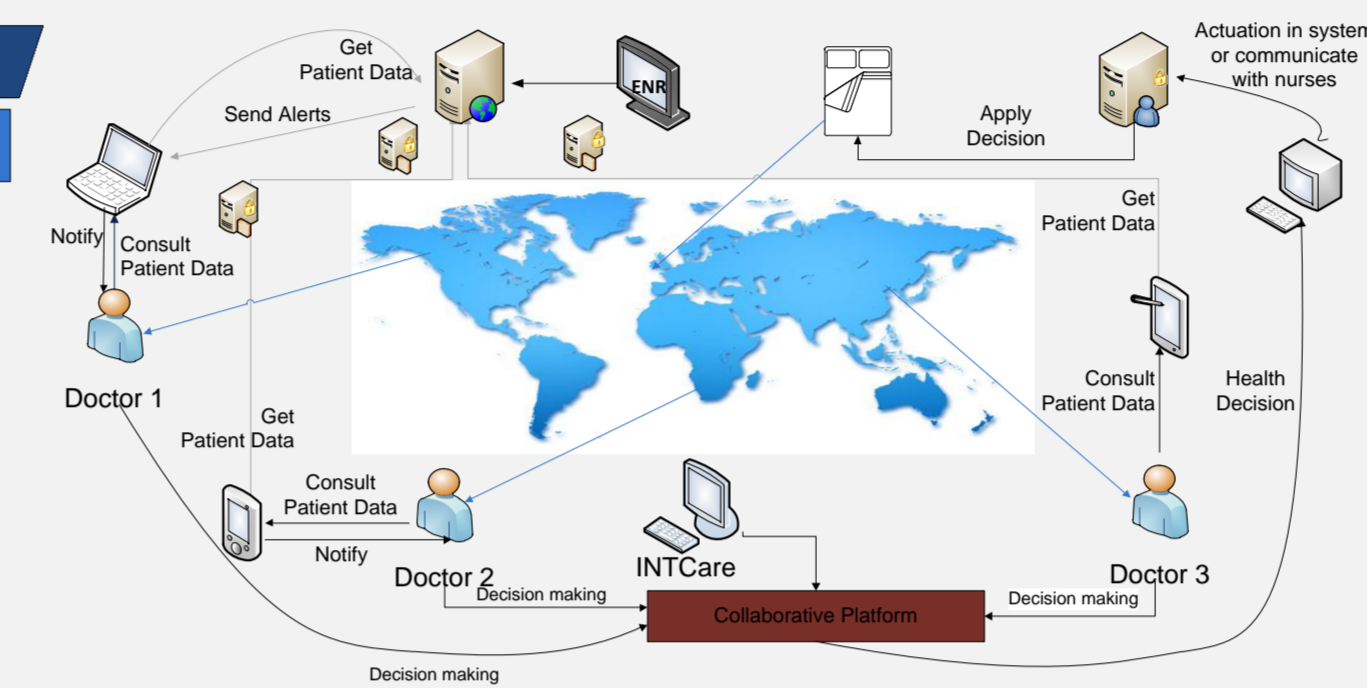 Actuation in system
or communicate
with nurses
Get
Patient Data
ENR
Send Alerts
Apply
Decision
Notify
Consult
Patient Data
Get
Patient Data
Doctor 1
Get
Patient Data
Consult
Patient Data
Health
Decision
Consult
Patient Data
Notify
Doctor 2
INTCare
Doctor 3
Decision making
Decision making
Collaborative Platform
Decision making